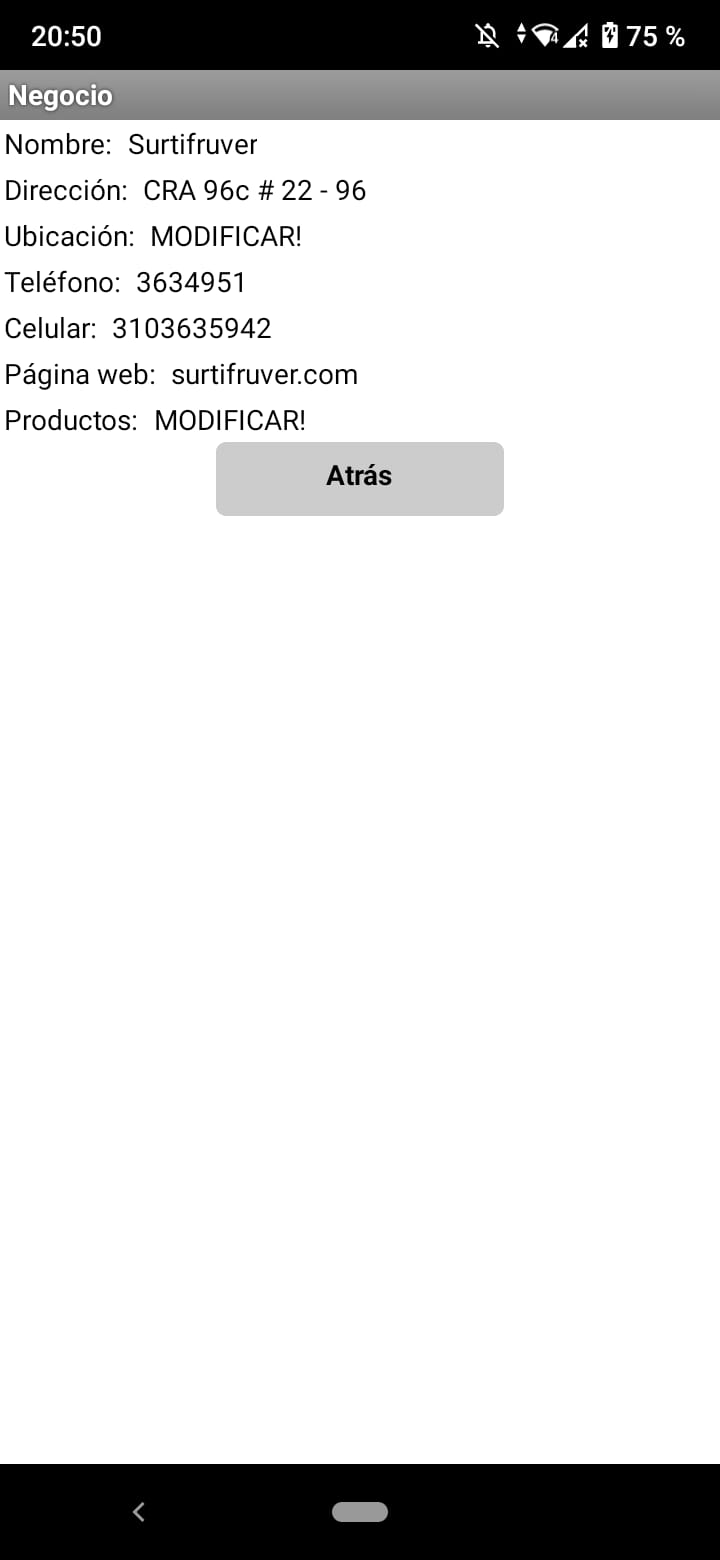 20:50
4
75 %
Negocio
Nombre: Surtifruver
Dirección: CRA 96c # 22 - 96
Ubicación: MODIFICAR!
Teléfono: 3634951
Celular: 3103635942
Página web: surtifruver.com
Productos: MODIFICAR!
Atrás